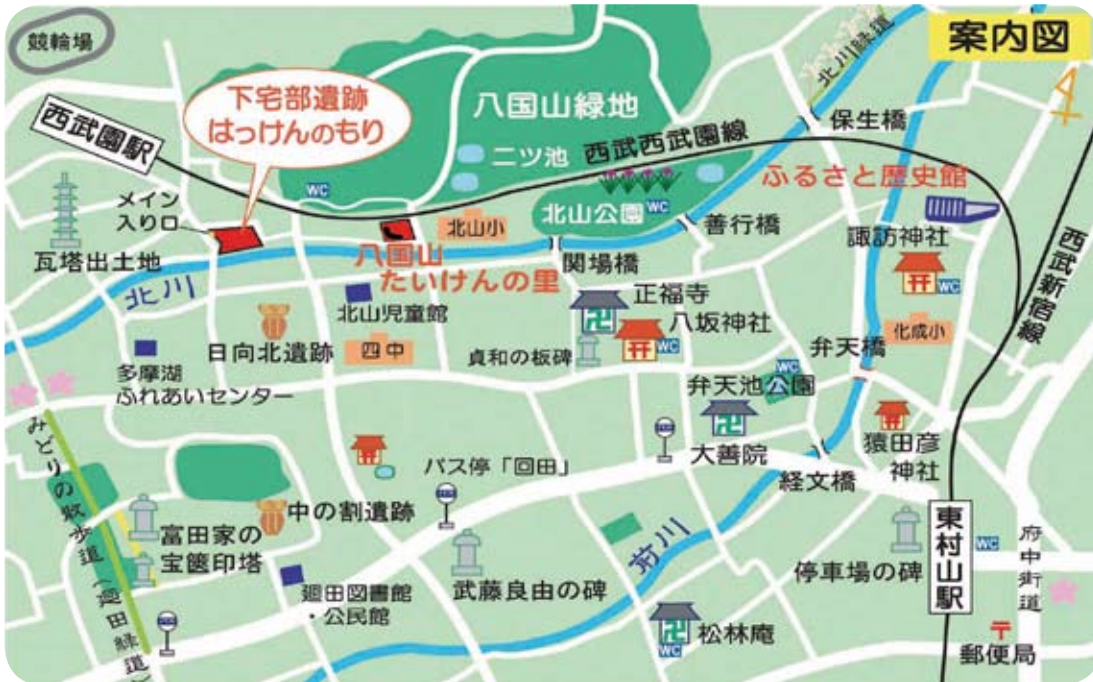 競輪場
案内図
北川緑道
下宅部遺跡
はっけんのもり
八国山緑地
西武園駅
保生橋
二ツ池
西武西武園線
ふるさと歴史館
WC
メイン
入り口
北山小
北山公園
WC
善行橋
諏訪神社
WC
瓦塔出土地
八国山
たいけんの里
関場橋
西武新宿線
北川
北山児童館
正福寺
八坂神社
WC
化成小
日向北遺跡
四中
貞和の板碑
弁天橋
多摩湖
ふれあいセンター
WC
弁天池公園
みどりの散歩道（廻田緑道）
大善院
猿田彦
神社
バス停「回田」
経文橋
中の割遺跡
富田家の
宝篋印塔
前川
東村山駅
WC
府中街道
停車場の碑
武藤良由の碑
廻田図書館
・公民館
松林庵
WC
〒
郵便局